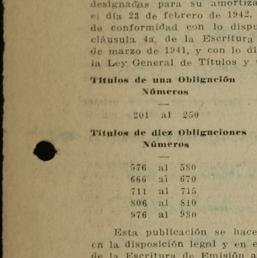 designadas para su amortiza
el día 23 de febrero de 1942,
de conformidad con lo dispu
cláusula 4a, de la Escritura
de marzo de 1941, y con lo di
la Ley General de Títulos y
Títulos de una Obligación
Números
—
201 al 250
Títulos de diez Obligaciones
Números
—
576 al 580
666 al 670
711 al 715
806 al 810
976 al 980
Esta publicación se hace
en la disposición legal y en e
de la Escritura de Emisión a